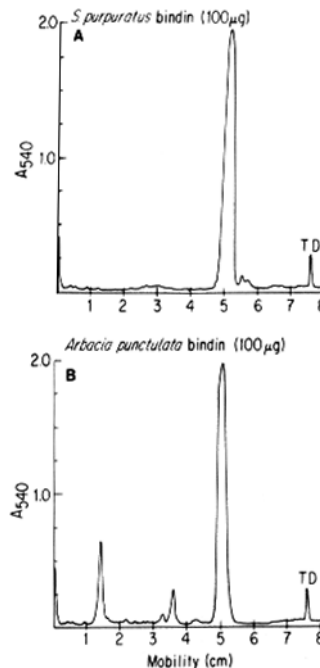 S. purpuratus bindin (100μg)
A
2.0
1.0
A540
TD
1 2 3 4 5 6 7 8
Arbacia punctulata bindin (100μg)
B
2.0
1.0
A540
TD
1 2 3 4 5 6 7 8
Mobility (cm)